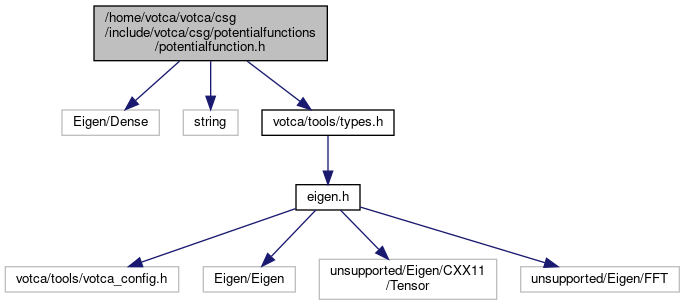 /home/votca/votca/csg
/include/votca/csg/potentialfunctions
/potentialfunction.h
Eigen/Dense
string
votca/tools/types.h
eigen.h
votca/tools/votca_config.h
Eigen/Eigen
unsupported/Eigen/CXX11
/Tensor
unsupported/Eigen/FFT